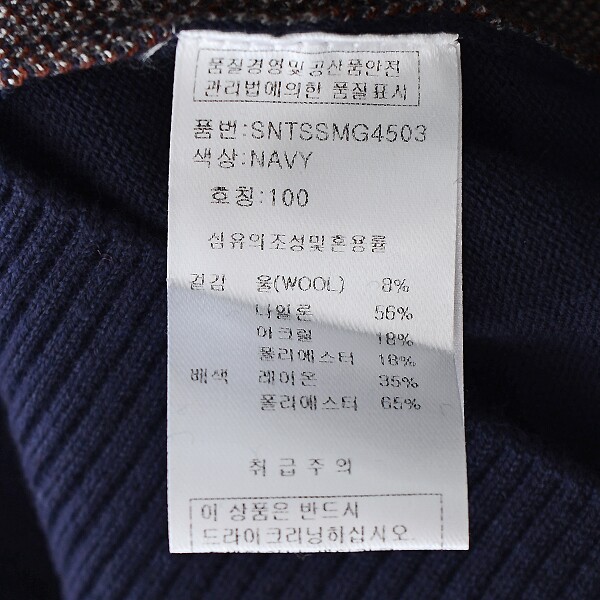 품질경영및공산품안전
관리법에의한 품질표시
품번:SNTSSMG4503
색상:NAVY
호칭:100
섬유의조성및혼용률
겉감 울(WOOL) 8%
나일론 56%
아크릴 18%
폴리에스터 18%
배색 레이온 35%
폴리에스터 65%
취급주의
이 상품은 반드시
드라이크리닝하십시오.